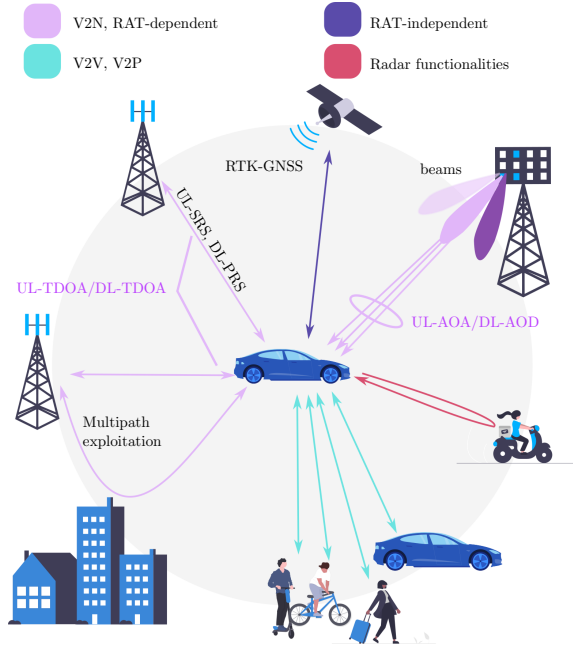 V2N, RAT-dependent
RAT-independent
V2V, V2P
Radar functionalities
RTK-GNSS
beams
UL-SRS, DL-PRS
UL-TDOA/DL-TDOA
UL-AOA/DL-AOD
Multipath
exploitation